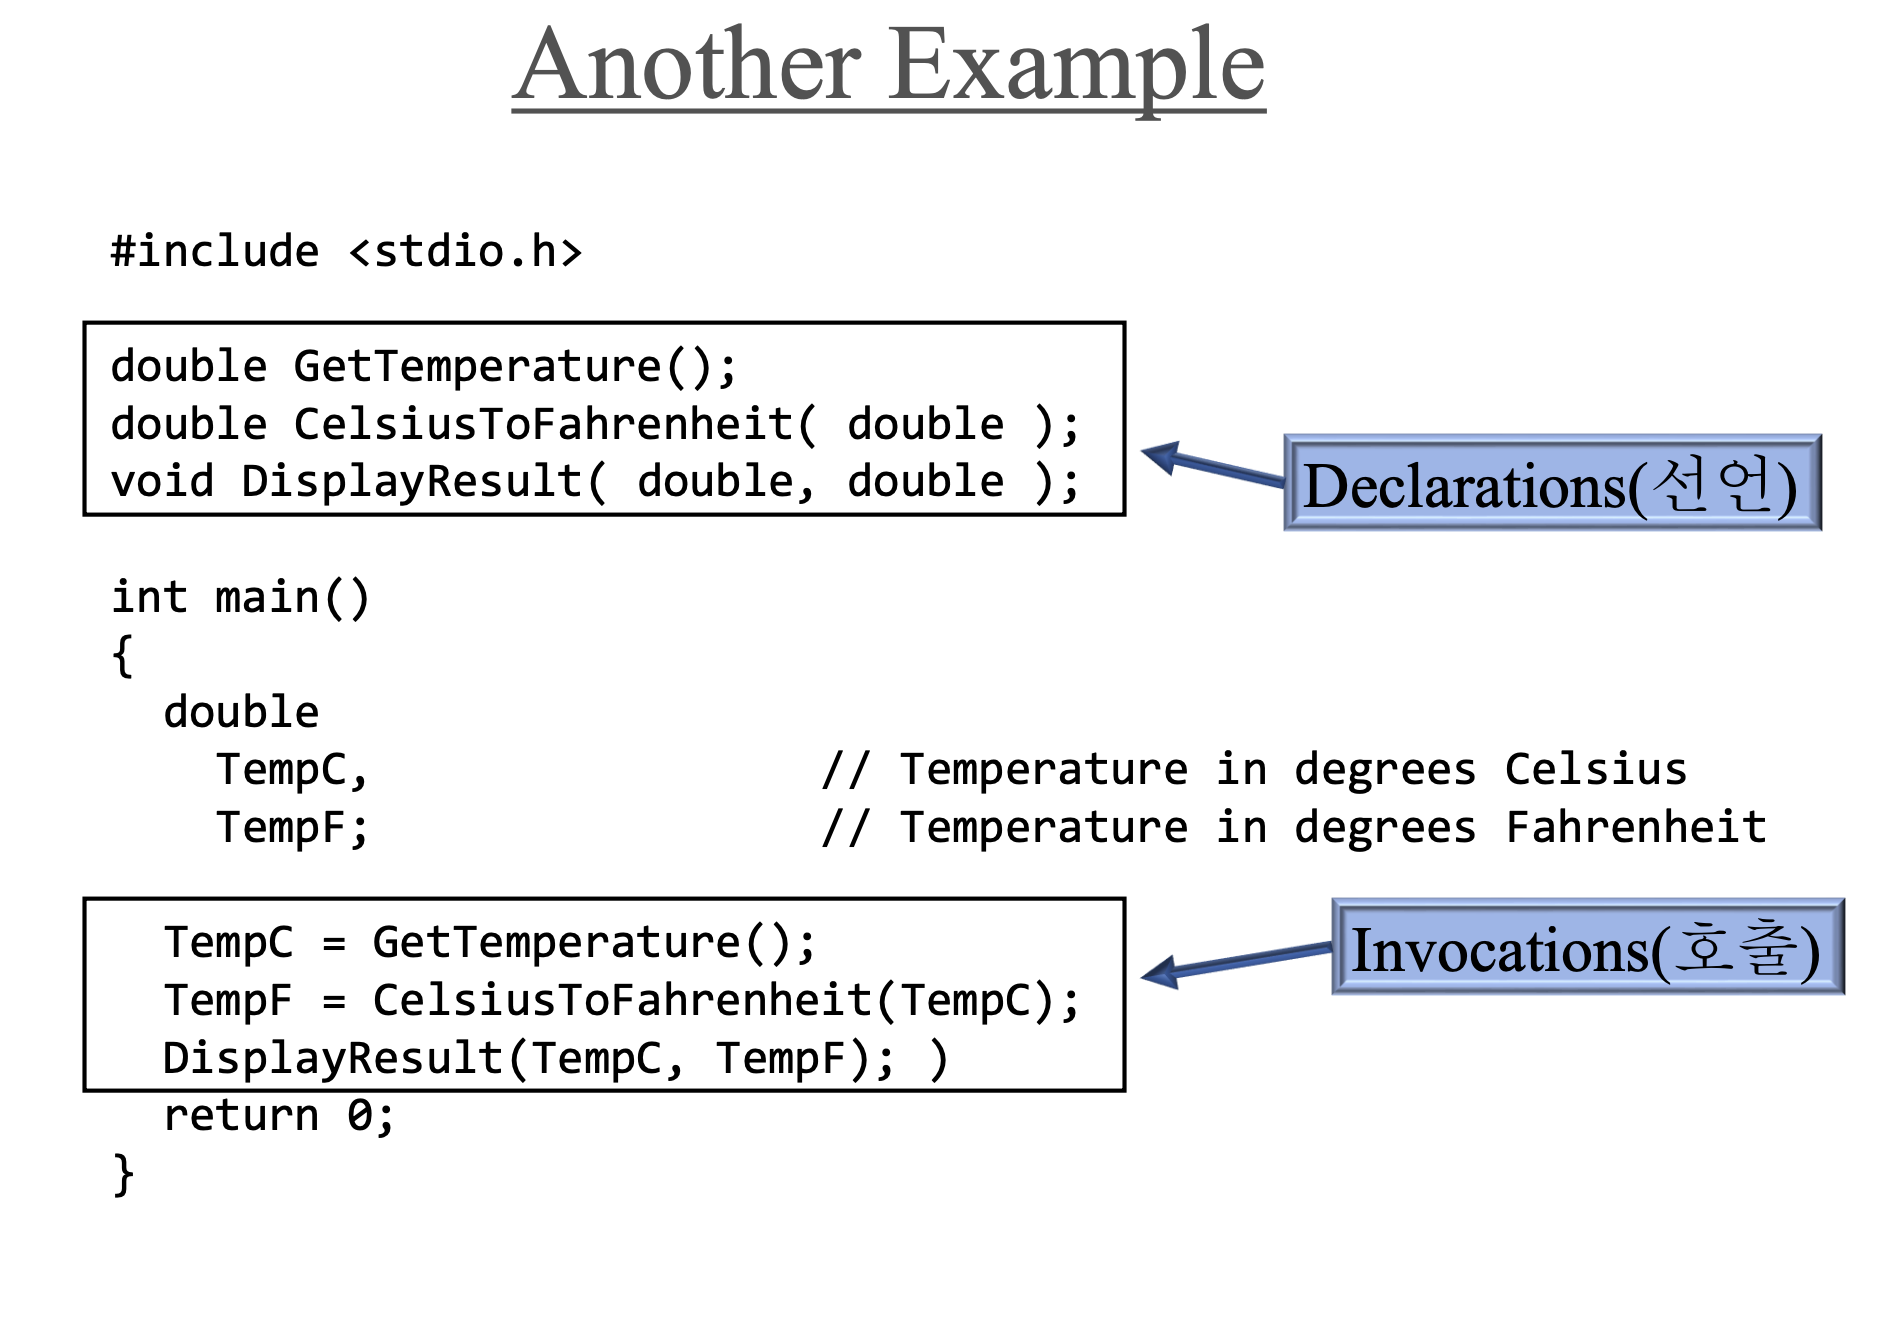 Another Example
#include <stdio.h>
double GetTemperature();
double CelsiusToFahrenheit( double );
void DisplayResult( double, double );
Declarations(선언)
int main()
{
double
TempC, // Temperature in degrees Celsius
TempF; // Temperature in degrees Fahrenheit
TempC = GetTemperature();
TempF = CelsiusToFahrenheit(TempC);
DisplayResult(TempC, TempF); )
Invocations(호출)
return 0;
}